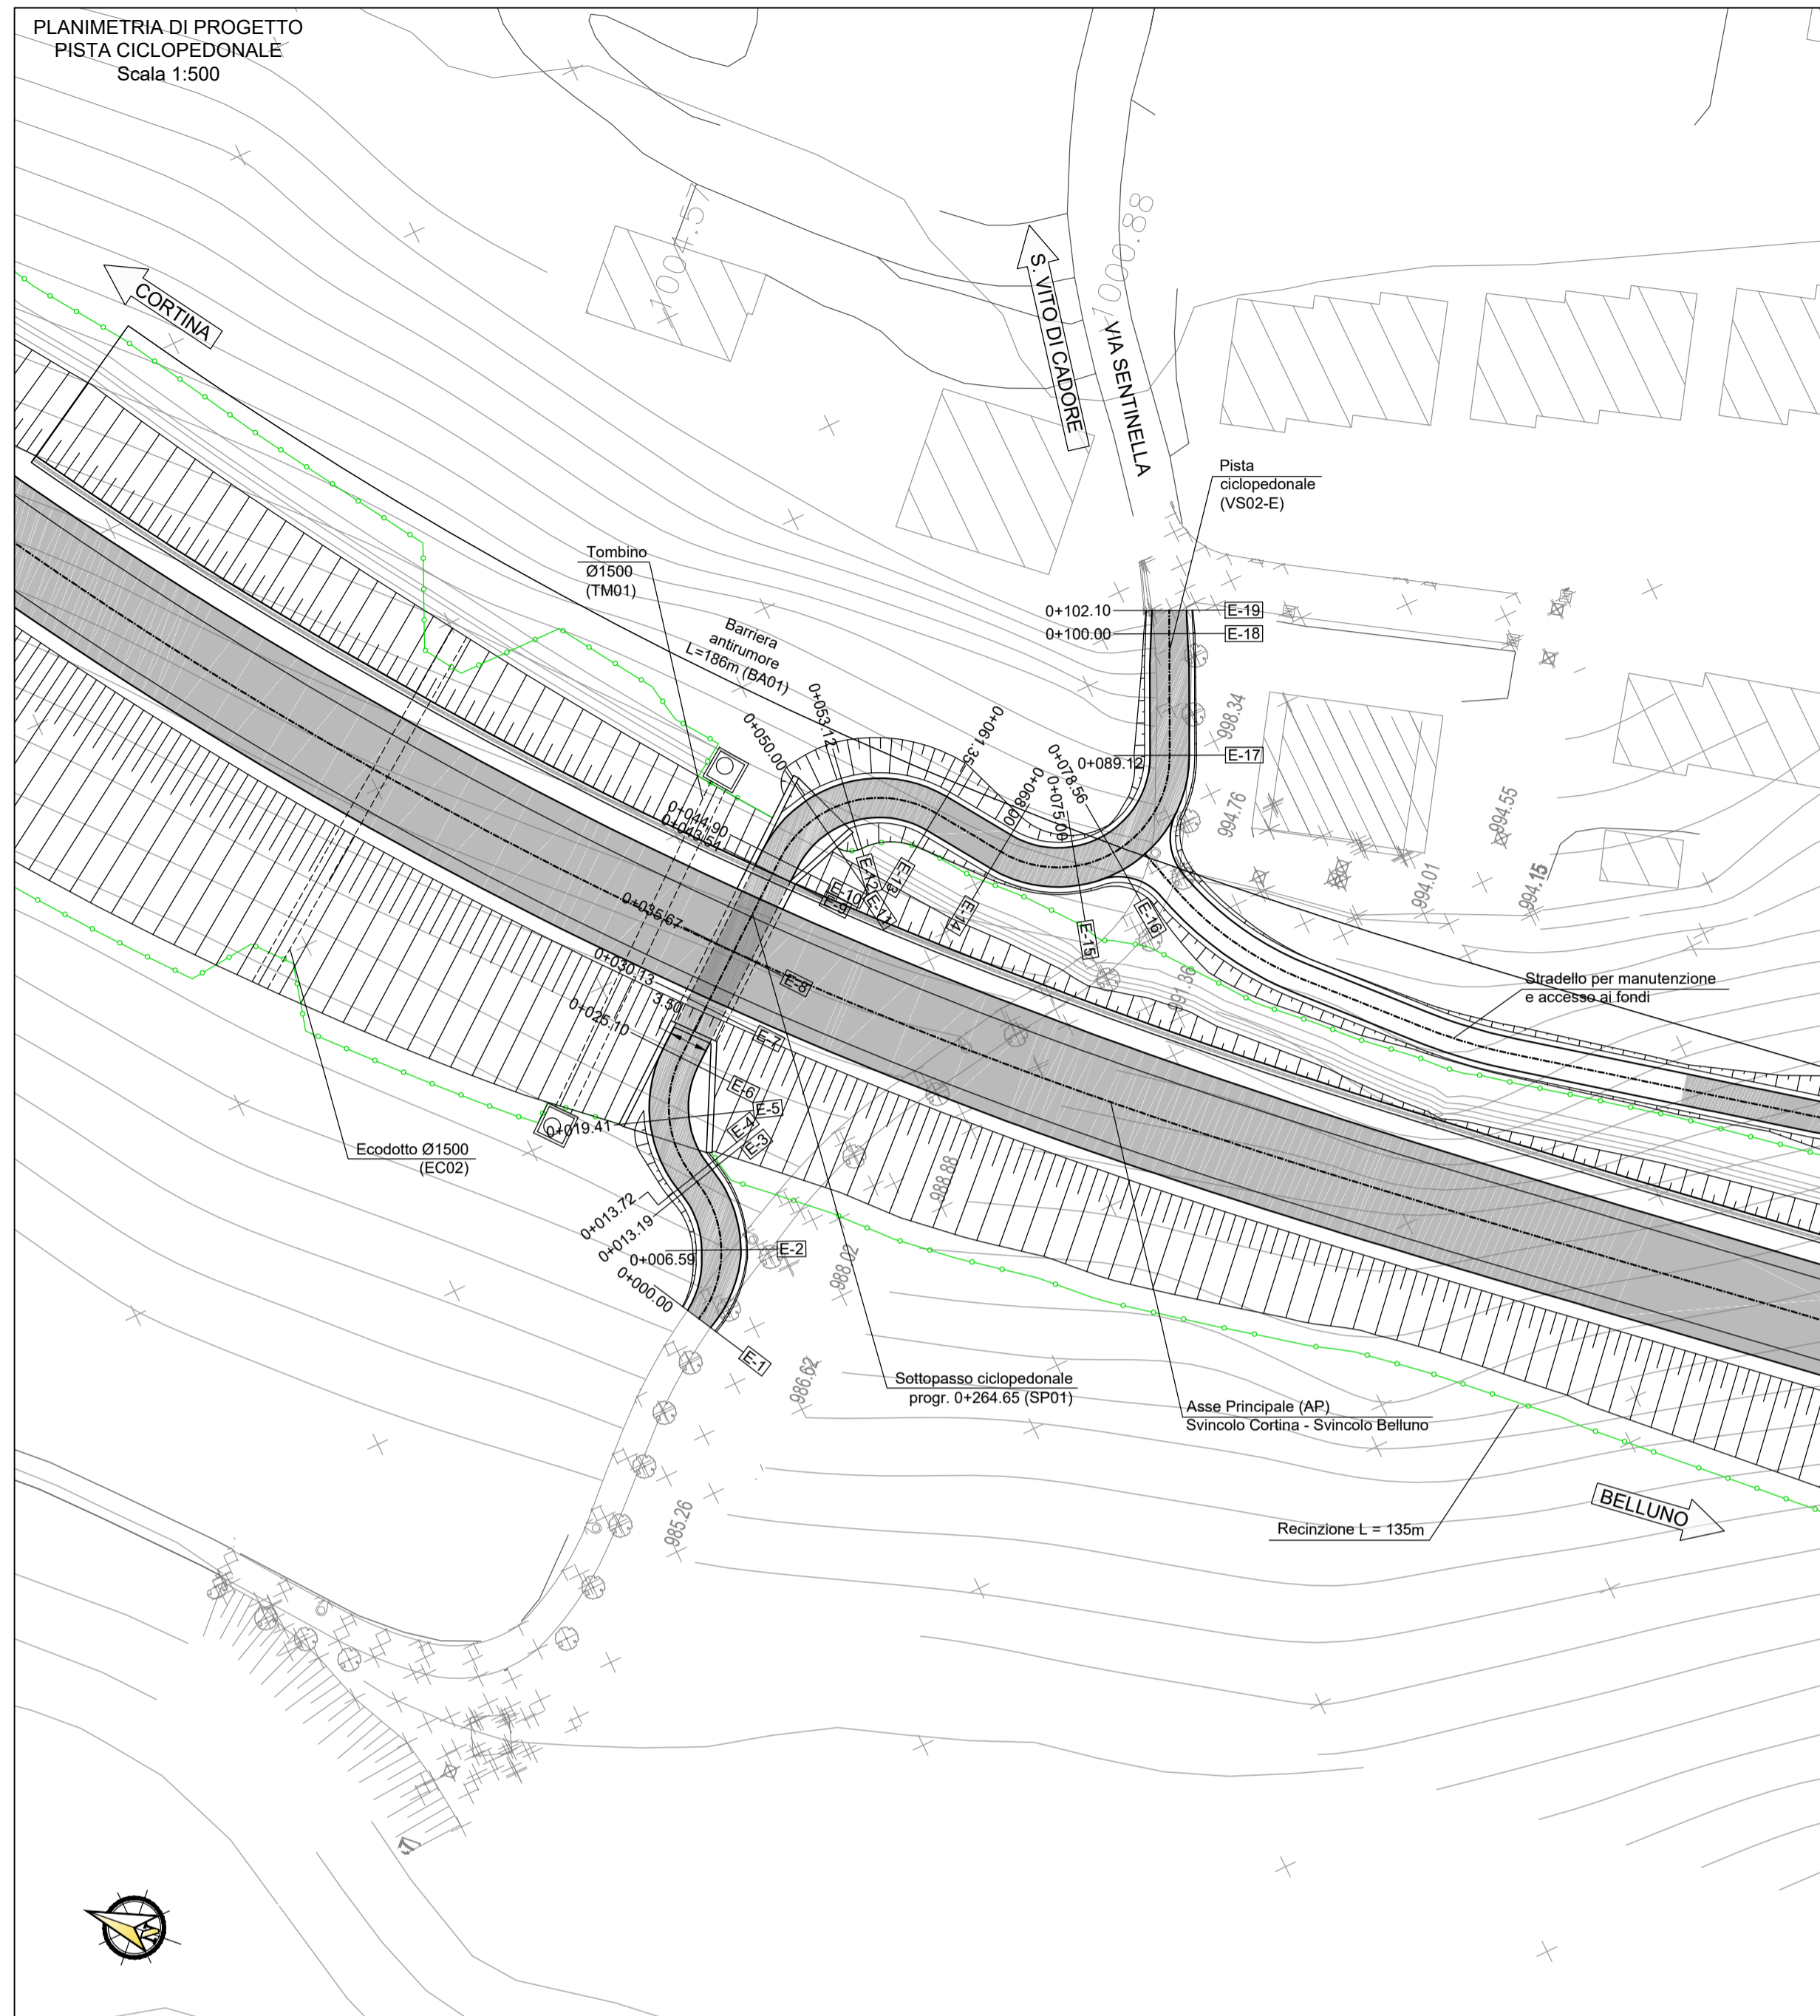 PLANIMETRIA DI PROGETTO
PISTA CICLOPEDONALE
Scala 1:500
1004.57
1000.88
CORTINA
S. VITO DI CADORE
VIA SENTINELLA
Pista
ciclopedonale
(VS02-E)
Tombino
Ø1500
(TM01)
Barriera
antirumore
L=186m (BA01)
0+102.10
E-19
0+100.00
E-18
0+089.12
E-17
998.34
994.76
994.55
994.01
994.15
991.36
0+053.12
0+050.00
0+061.35
0+068.00
0+078.56
0+075.00
0+044.90
0+043.54
E-13
E-12
E-11
E-10
E-9
E-14
E-15
E-16
0+035.67
E-8
0+030.13
3.50
0+025.10
E-7
E-6
E-5
E-4
E-3
0+019.41
Stradello per manutenzione
e accesso ai fondi
Ecodotto Ø1500
(EC02)
988.88
988.02
0+013.72
0+013.19
0+006.59
E-2
0+000.00
E-1
986.62
985.26
Sottopasso ciclopedonale
progr. 0+264.65 (SP01)
Asse Principale (AP)
Svincolo Cortina - Svincolo Belluno
BELLUNO
Recinzione L = 135m